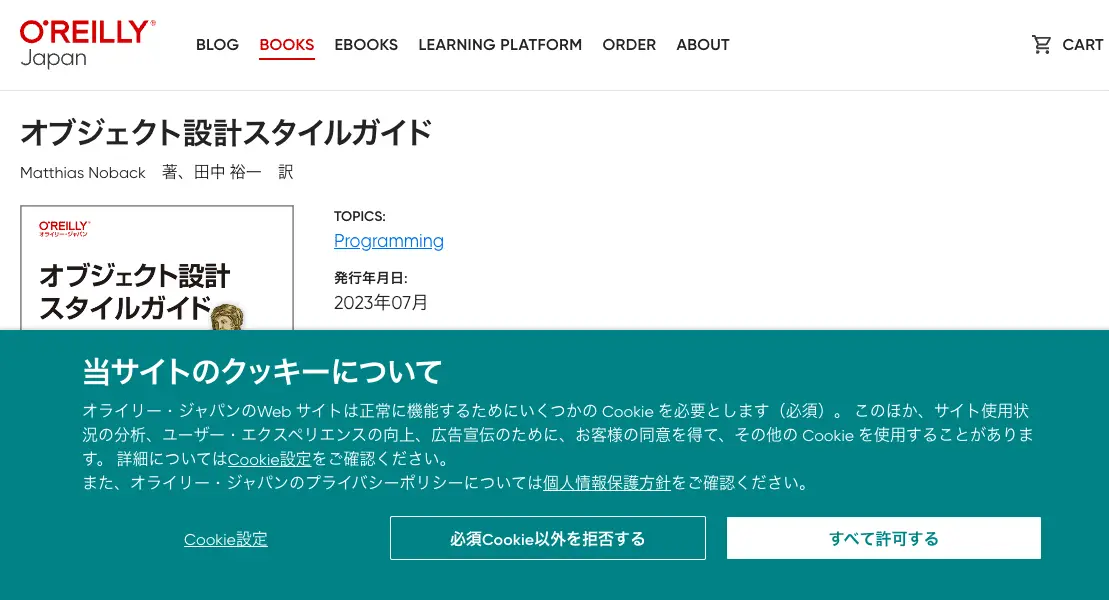 O'REILLY®
Japan
BLOG BOOKS EBOOKS LEARNING PLATFORM ORDER ABOUT CART
オブジェクト設計スタイルガイド
Matthias Noback　著、田中 裕一　訳
O'REILLY®
オライリー・ジャパン
オブジェクト設計
スタイルガイド
TOPICS:
Programming
発行年月日:
2023年07月
当サイトのクッキーについて
オライリー・ジャパンのWeb サイトは正常に機能するためにいくつかの Cookie を必要とします（必須）。 このほか、サイト使用状
況の分析、ユーザー・エクスペリエンスの向上、広告宣伝のために、お客様の同意を得て、その他の Cookie を使用することがありま
す。 詳細についてはCookie設定をご確認ください。
また、オライリー・ジャパンのプライバシーポリシーについては個人情報保護方針をご確認ください。
Cookie設定 必須Cookie以外を拒否する すべて許可する